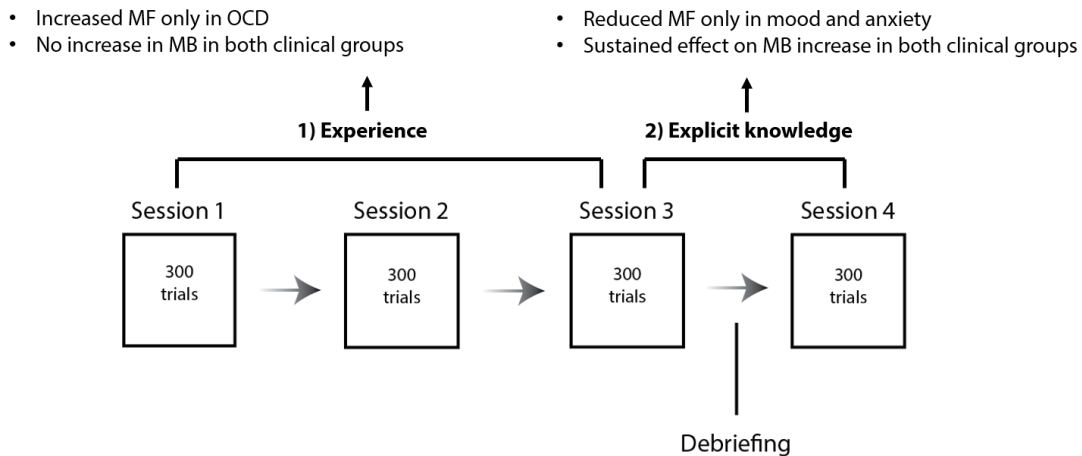 • Increased MF only in OCD
• No increase in MB in both clinical groups
• Reduced MF only in mood and anxiety
• Sustained effect on MB increase in both clinical groups
1) Experience
2) Explicit knowledge
Session 1
Session 2
Session 3
Session 4
300
trials
300
trials
300
trials
300
trials
Debriefing